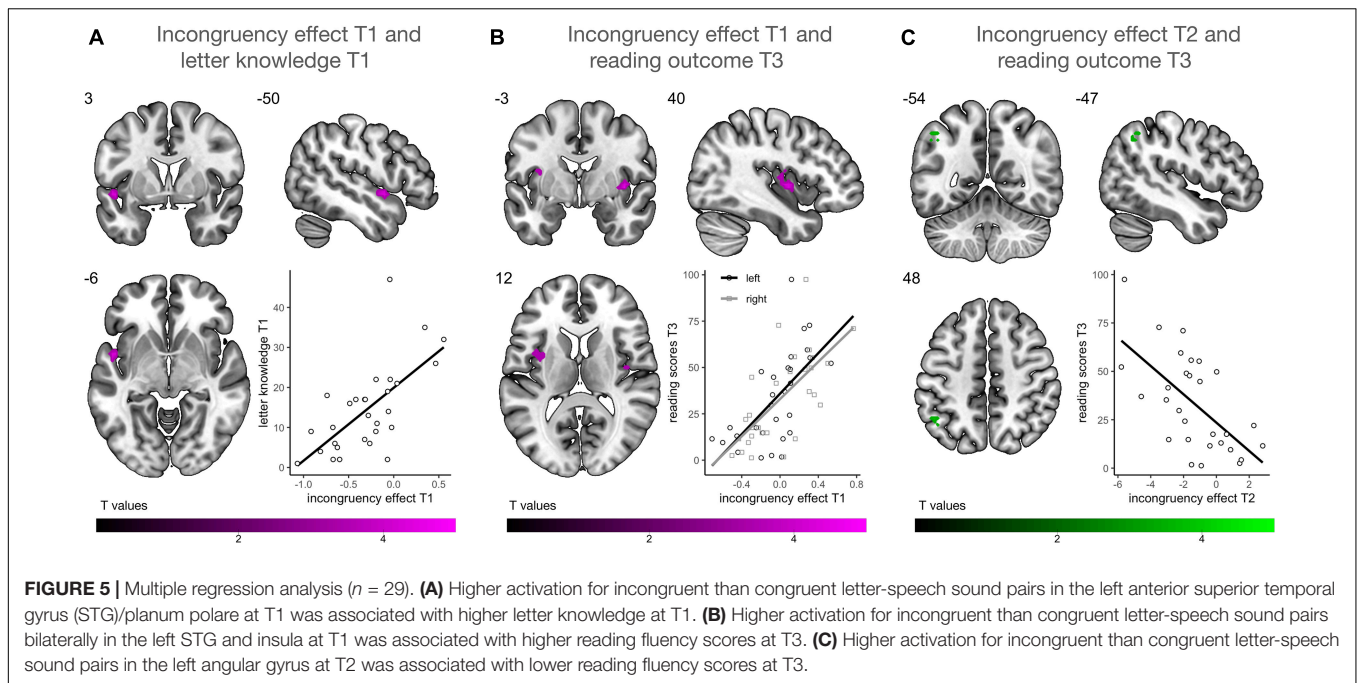 A
Incongruency effect T1 and
letter knowledge T1
3
-50
-6
letter knowledge T1
40
30
20
10
0
-1.0
-0.5
0.0
0.5
incongruency effect T1
T values
2
4
B
Incongruency effect T1 and
reading outcome T3
-3
40
12
left
right
reading scores T3
100
75
50
25
0
-0.4
0.0
0.4
0.8
incongruency effect T1
T values
2
4
C
Incongruency effect T2 and
reading outcome T3
-54
-47
48
reading scores T3
100
75
50
25
0
-6
-4
-2
0
2
incongruency effect T2
T values
2
4
FIGURE 5 | Multiple regression analysis (n = 29). (A) Higher activation for incongruent than congruent letter-speech sound pairs in the left anterior superior temporal
gyrus (STG)/planum polare at T1 was associated with higher letter knowledge at T1. (B) Higher activation for incongruent than congruent letter-speech sound pairs
bilaterally in the left STG and insula at T1 was associated with higher reading fluency scores at T3. (C) Higher activation for incongruent than congruent letter-speech
sound pairs in the left angular gyrus at T2 was associated with lower reading fluency scores at T3.